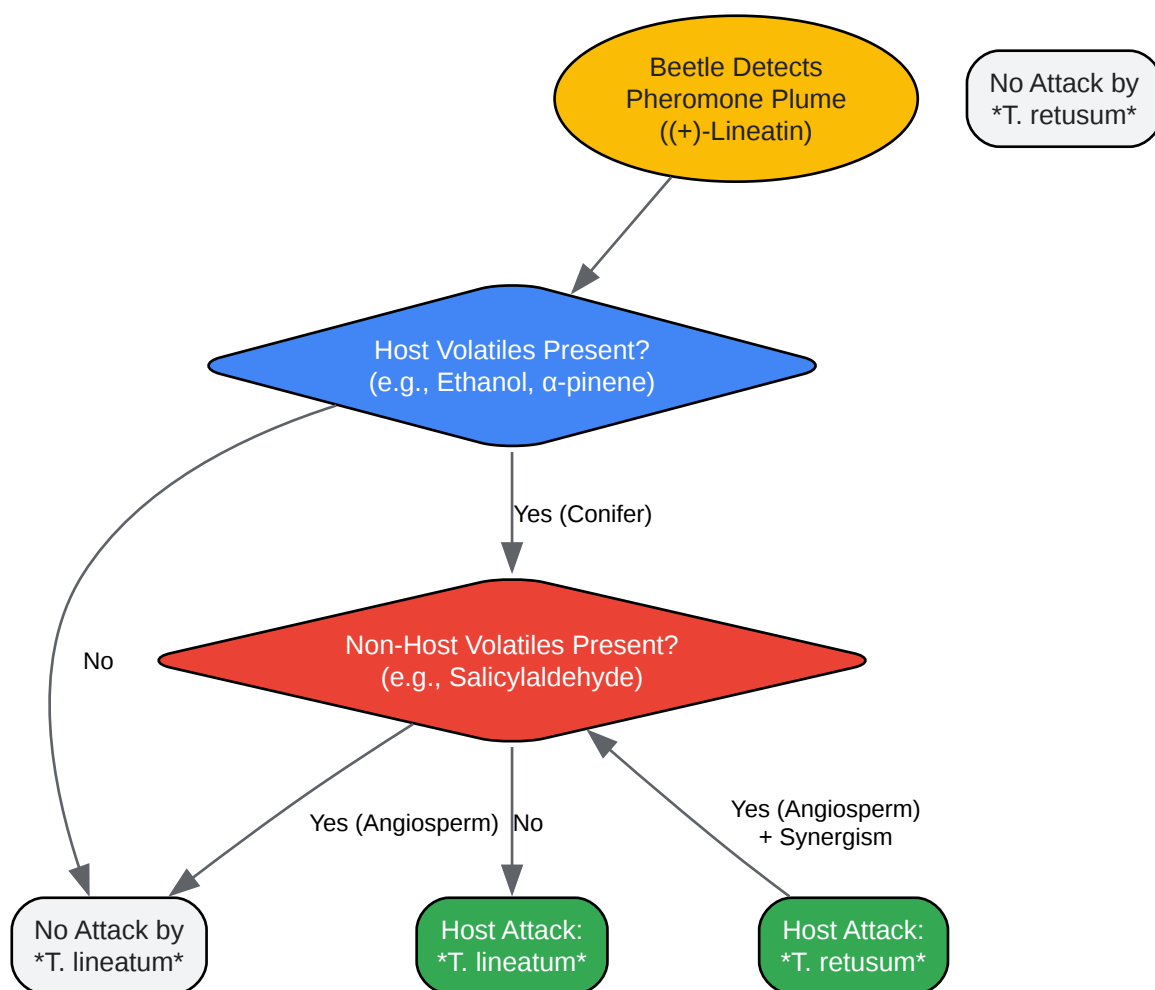 Beetle Detects
Pheromone Plume
((+)-Lineatin)
No Attack by
*T. retusum*
Host Volatiles Present?
(e.g., Ethanol, α-pinene)
Yes (Conifer)
Non-Host Volatiles Present?
(e.g., Salicylaldehyde)
No
Yes (Angiosperm)
No
Yes (Angiosperm)
+ Synergism
No Attack by
*T. lineatum*
Host Attack:
*T. lineatum*
Host Attack:
*T. retusum*